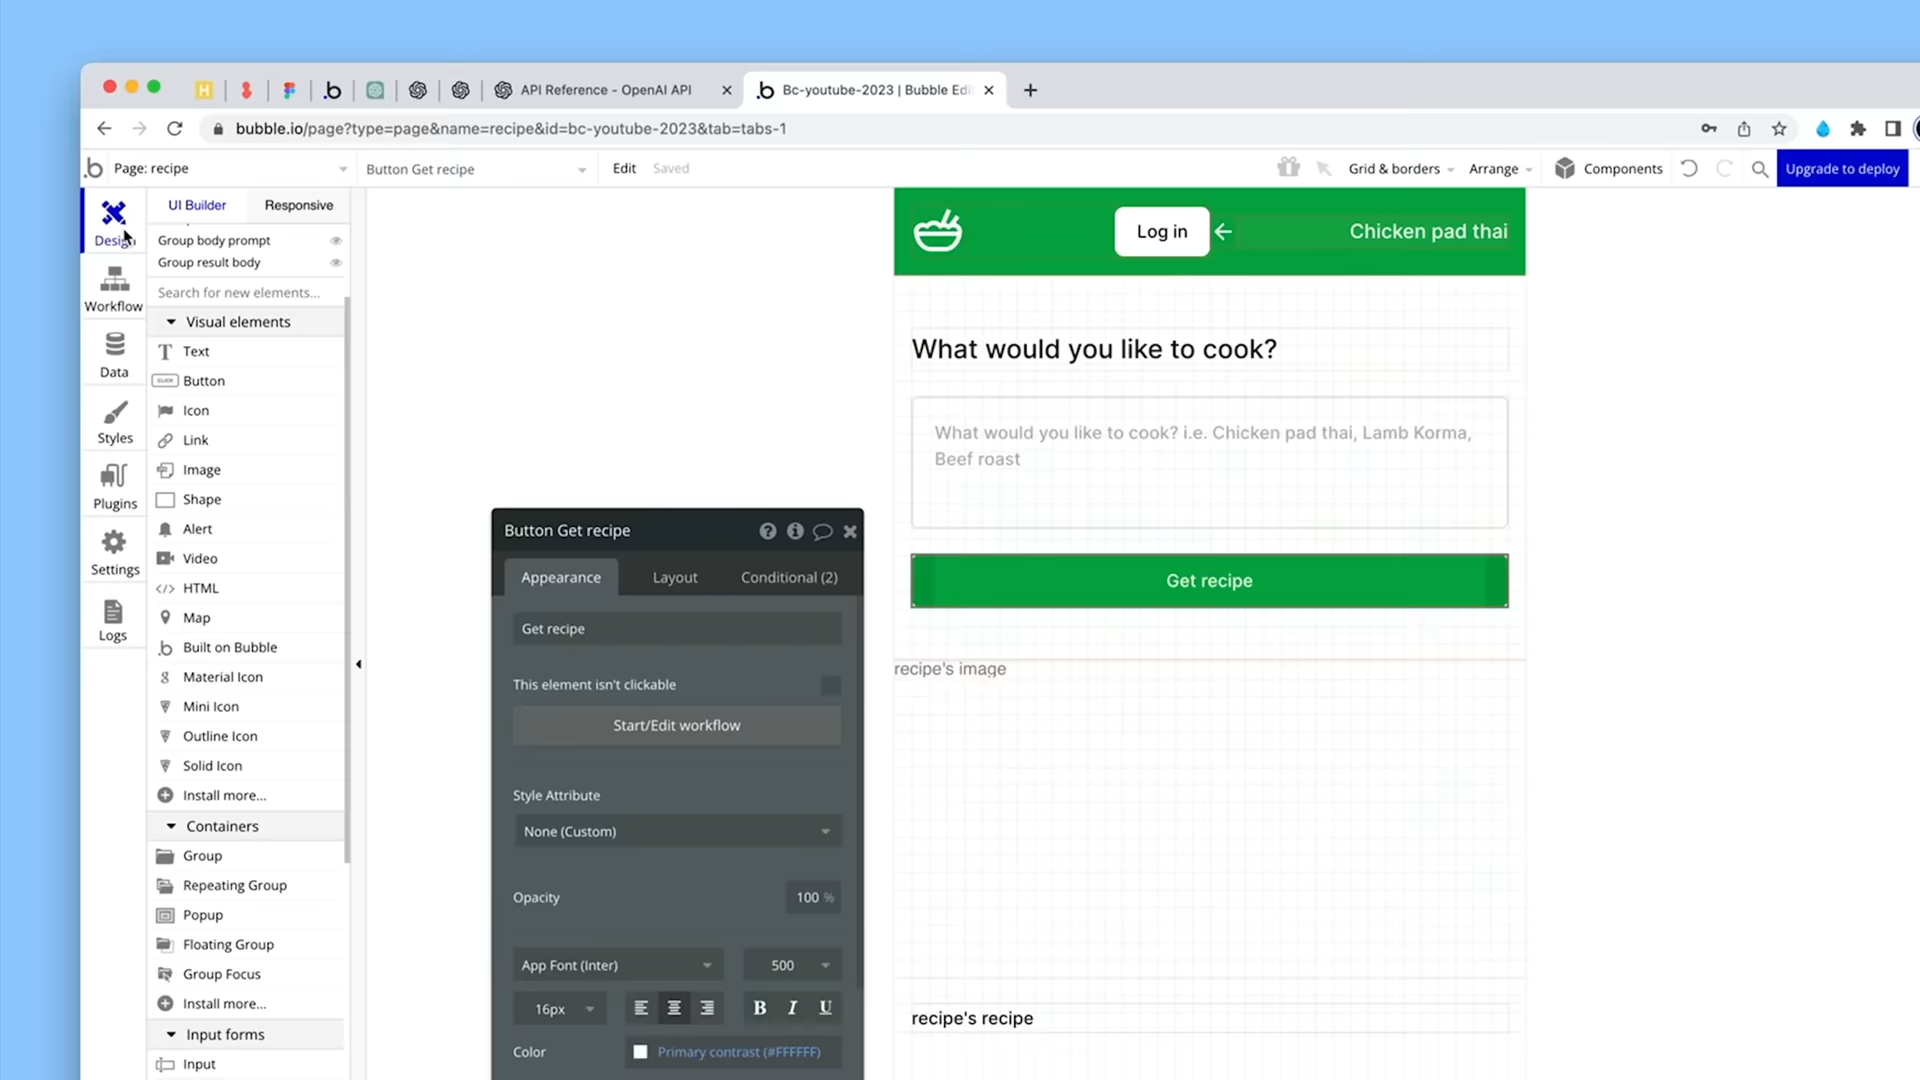 API Reference - OpenAI API
Bc-youtube-2023 | Bubble Edi
bubble.io/page?type=page&name=recipe&id=bc-youtube-2023&tab=tabs-1
Page: recipe
Button Get recipe
Edit
Saved
Grid & borders
Arrange
Components
Upgrade to deploy
Design
Workflow
Data
Styles
Plugins
Settings
Logs
UI Builder
Responsive
Group body prompt
Group result body
Search for new elements...
Visual elements
Text
Button
Icon
Link
Image
Shape
Alert
Video
HTML
Map
Built on Bubble
Material Icon
Mini Icon
Outline Icon
Solid Icon
Install more...
Containers
Group
Repeating Group
Popup
Floating Group
Group Focus
Install more...
Input forms
Input
Button Get recipe
Appearance
Layout
Conditional (2)
Get recipe
This element isn't clickable
Start/Edit workflow
Style Attribute
None (Custom)
Opacity
100 %
App Font (Inter)
500
16px
B I U
Color
Primary contrast (#FFFFFF)
Log in
Chicken pad thai
What would you like to cook?
What would you like to cook? i.e. Chicken pad thai, Lamb Korma,
Beef roast
Get recipe
recipe's image
recipe's recipe